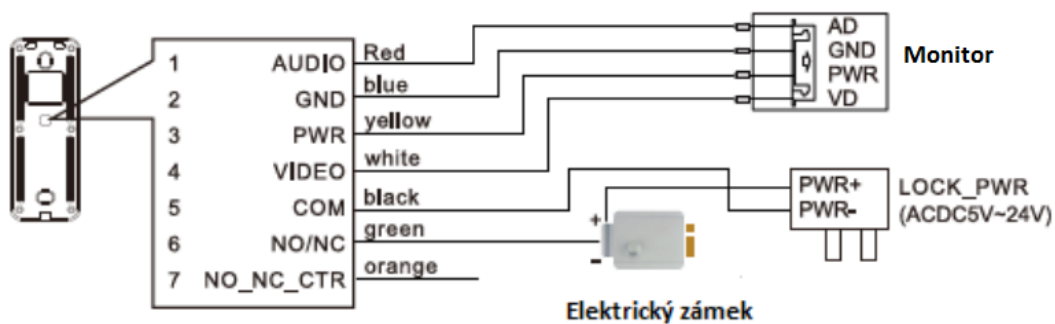 1 AUDIO Red
2 GND blue
3 PWR yellow
4 VIDEO white
5 COM black
6 NO/NC green
7 NO_NC_CTR orange
AD
GND
PWR
VD
Monitor
+
-
Elektrický zámek
PWR+
PWR-
LOCK_PWR
(ACDC5V~24V)